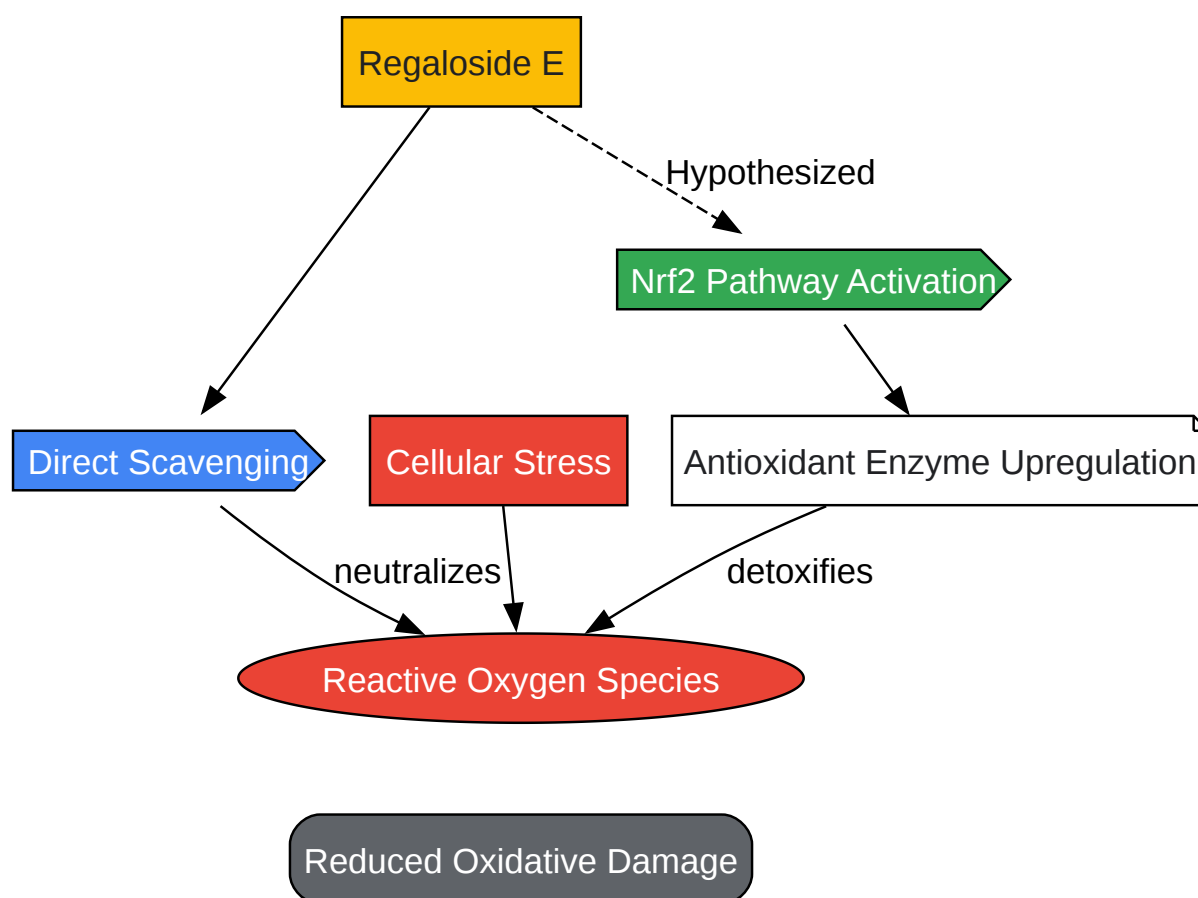 Regaloside E
Hypothesized
Nrf2 Pathway Activation
Direct Scavenging
Cellular Stress
Antioxidant Enzyme Upregulation
neutralizes
detoxifies
Reactive Oxygen Species
Reduced Oxidative Damage